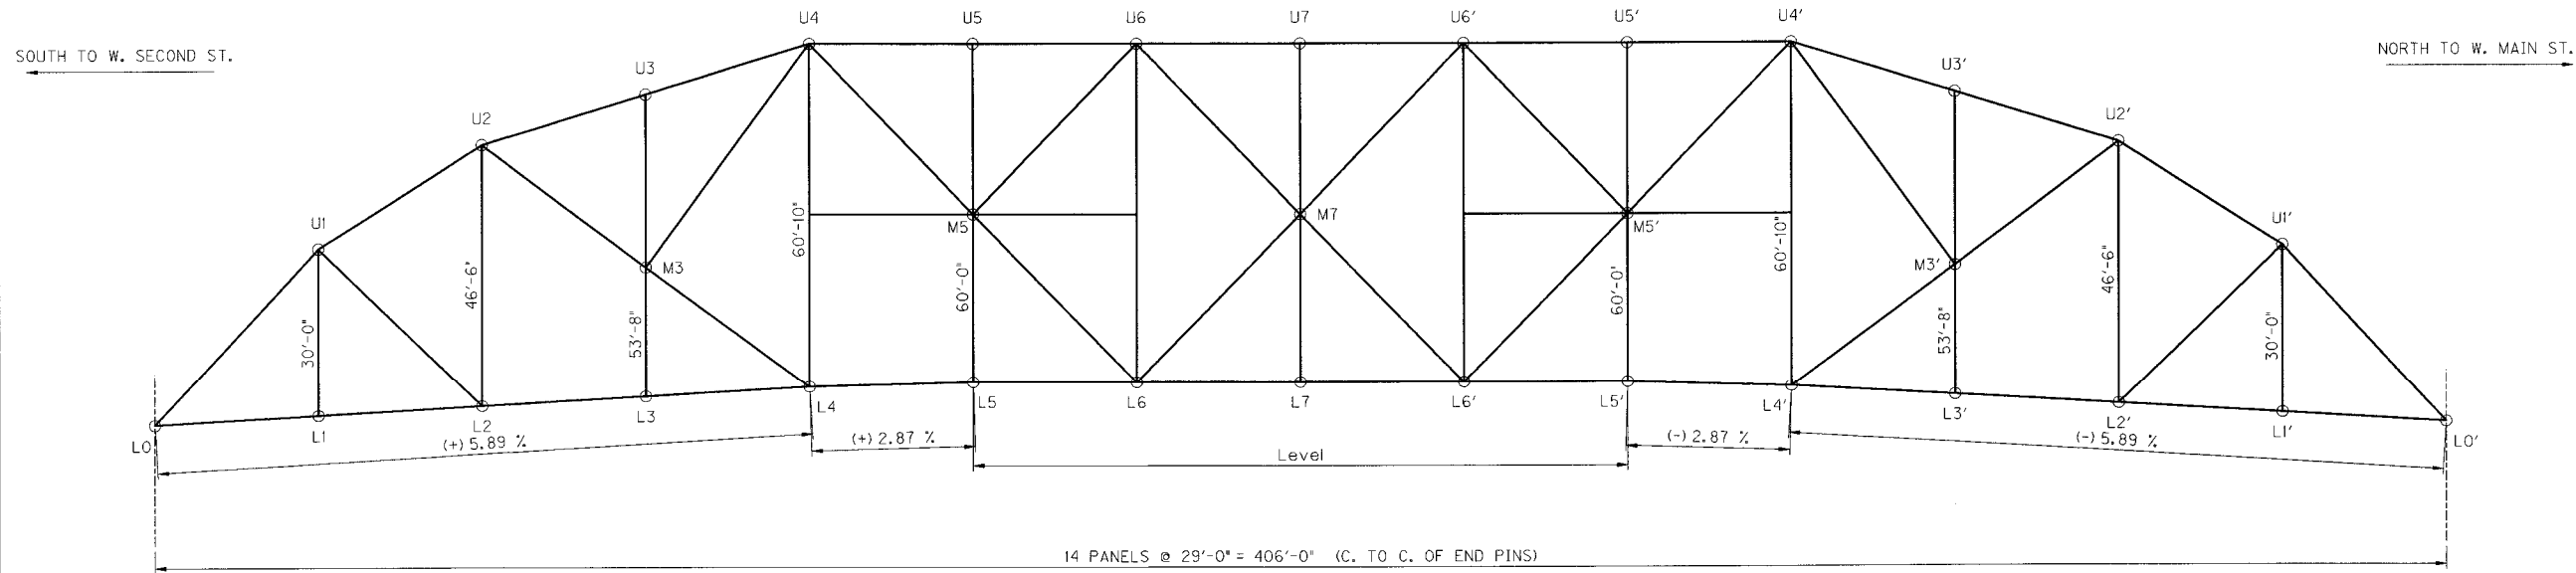 U4 U5 U6 U7 U6' U5' U4'
SOUTH TO W. SECOND ST.
NORTH TO W. MAIN ST.
U3 U3'
U2 U2'
U1 U1'
M5 M7 M5'
M3 M3'
30'-0"
46'-6"
53'-8"
60'-10"
60'-0"
60'-0"
60'-10"
53'-8"
46'-6"
30'-0"
L0 L1 L2 L3 L4 L5 L6 L7 L6' L5' L4' L3' L2' L1' L0'
(+) 5.89 %
(+) 2.87 %
Level
(-) 2.87 %
(-) 5.89 %
14 PANELS @ 29'-0" = 406'-0" (C. TO C. OF END PINS)